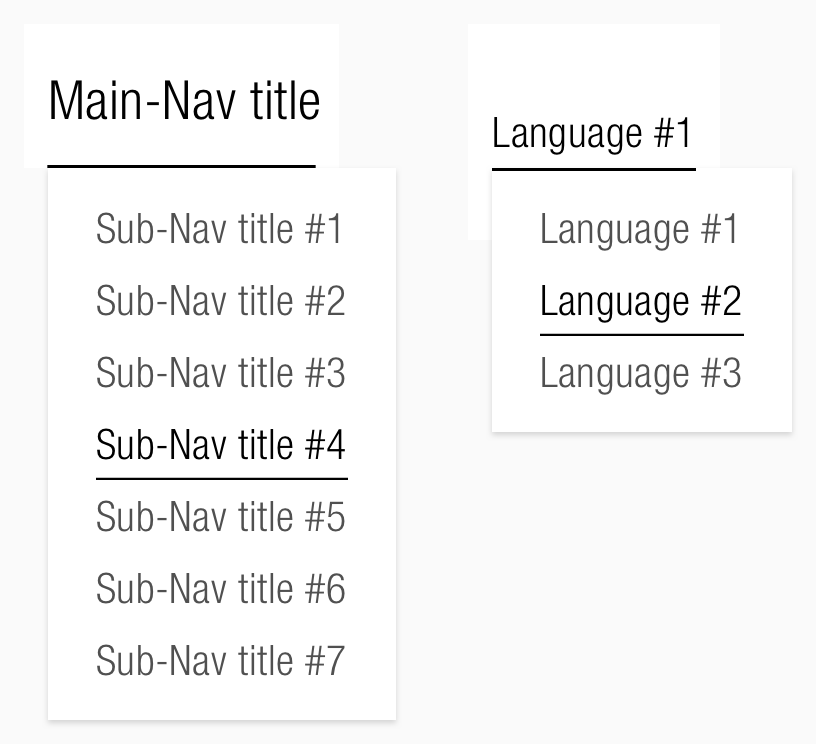 Main-Nav title
Sub-Nav title #1
Sub-Nav title #2
Sub-Nav title #3
Sub-Nav title #4
Sub-Nav title #5
Sub-Nav title #6
Sub-Nav title #7
Language #1
Language #1
Language #2
Language #3